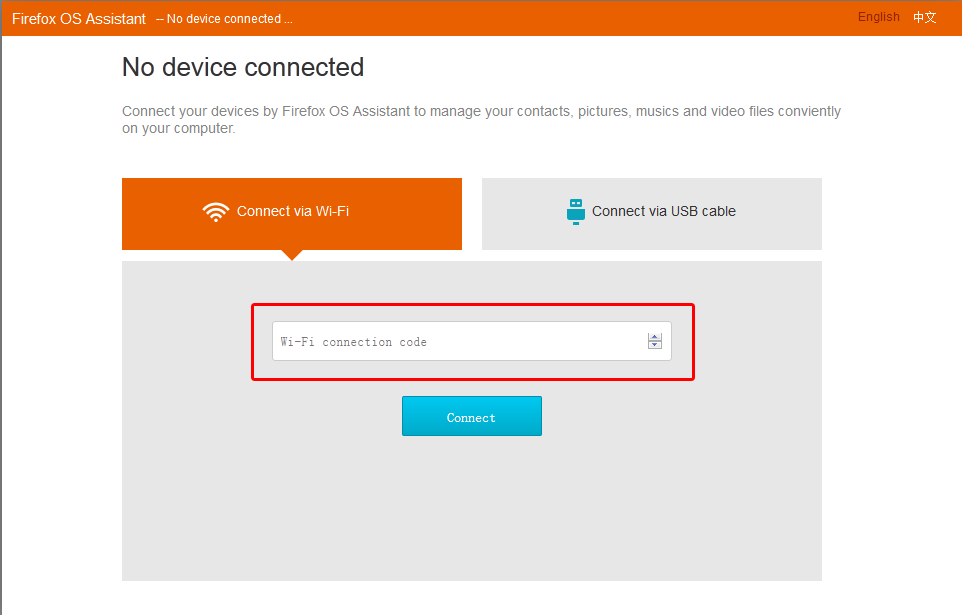 Firefox OS Assistant -- No device connected ... English 中文
No device connected
Connect your devices by Firefox OS Assistant to manage your contacts, pictures, musics and video files conviently
on your computer.
Connect via Wi-Fi Connect via USB cable
Wi-Fi connection code
Connect